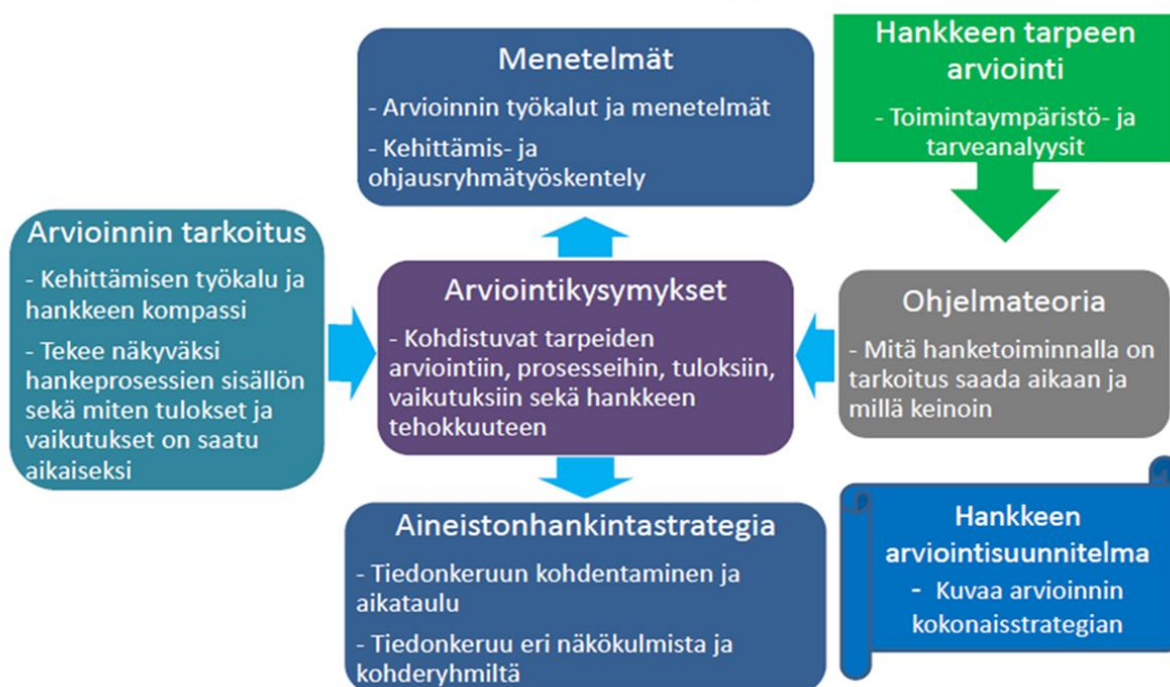 Menetelmät
- Arvioinnin työkalut ja menetelmät
- Kehittämis- ja
ohjausryhmätyöskentely
Hankkeen tarpeen
arviointi
- Toimintaympäristö- ja
tarveanalyysit
Arvioinnin tarkoitus
- Kehittämisen työkalu ja
hankkeen kompassi
- Tekee näkyväksi
hankeprosessien sisällön
sekä miten tulokset ja
vaikutukset on saatu
aikaiseksi
Arviointikysymykset
- Kohdistuvat tarpeiden
arviointiin, prosesseihin, tuloksiin,
vaikutuksiin sekä hankkeen
tehokkuuteen
Ohjelmateoria
- Mitä hanketoiminnalla on
tarkoitus saada aikaan ja
millä keinoin
Aineistonhankintastrategia
- Tiedonkeruun kohdentaminen ja
aikataulu
- Tiedonkeruu eri näkökulmista ja
kohderyhmiltä
Hankkeen
arviointisuunnitelma
- Kuvaa arvioinnin
kokonaisstrategian